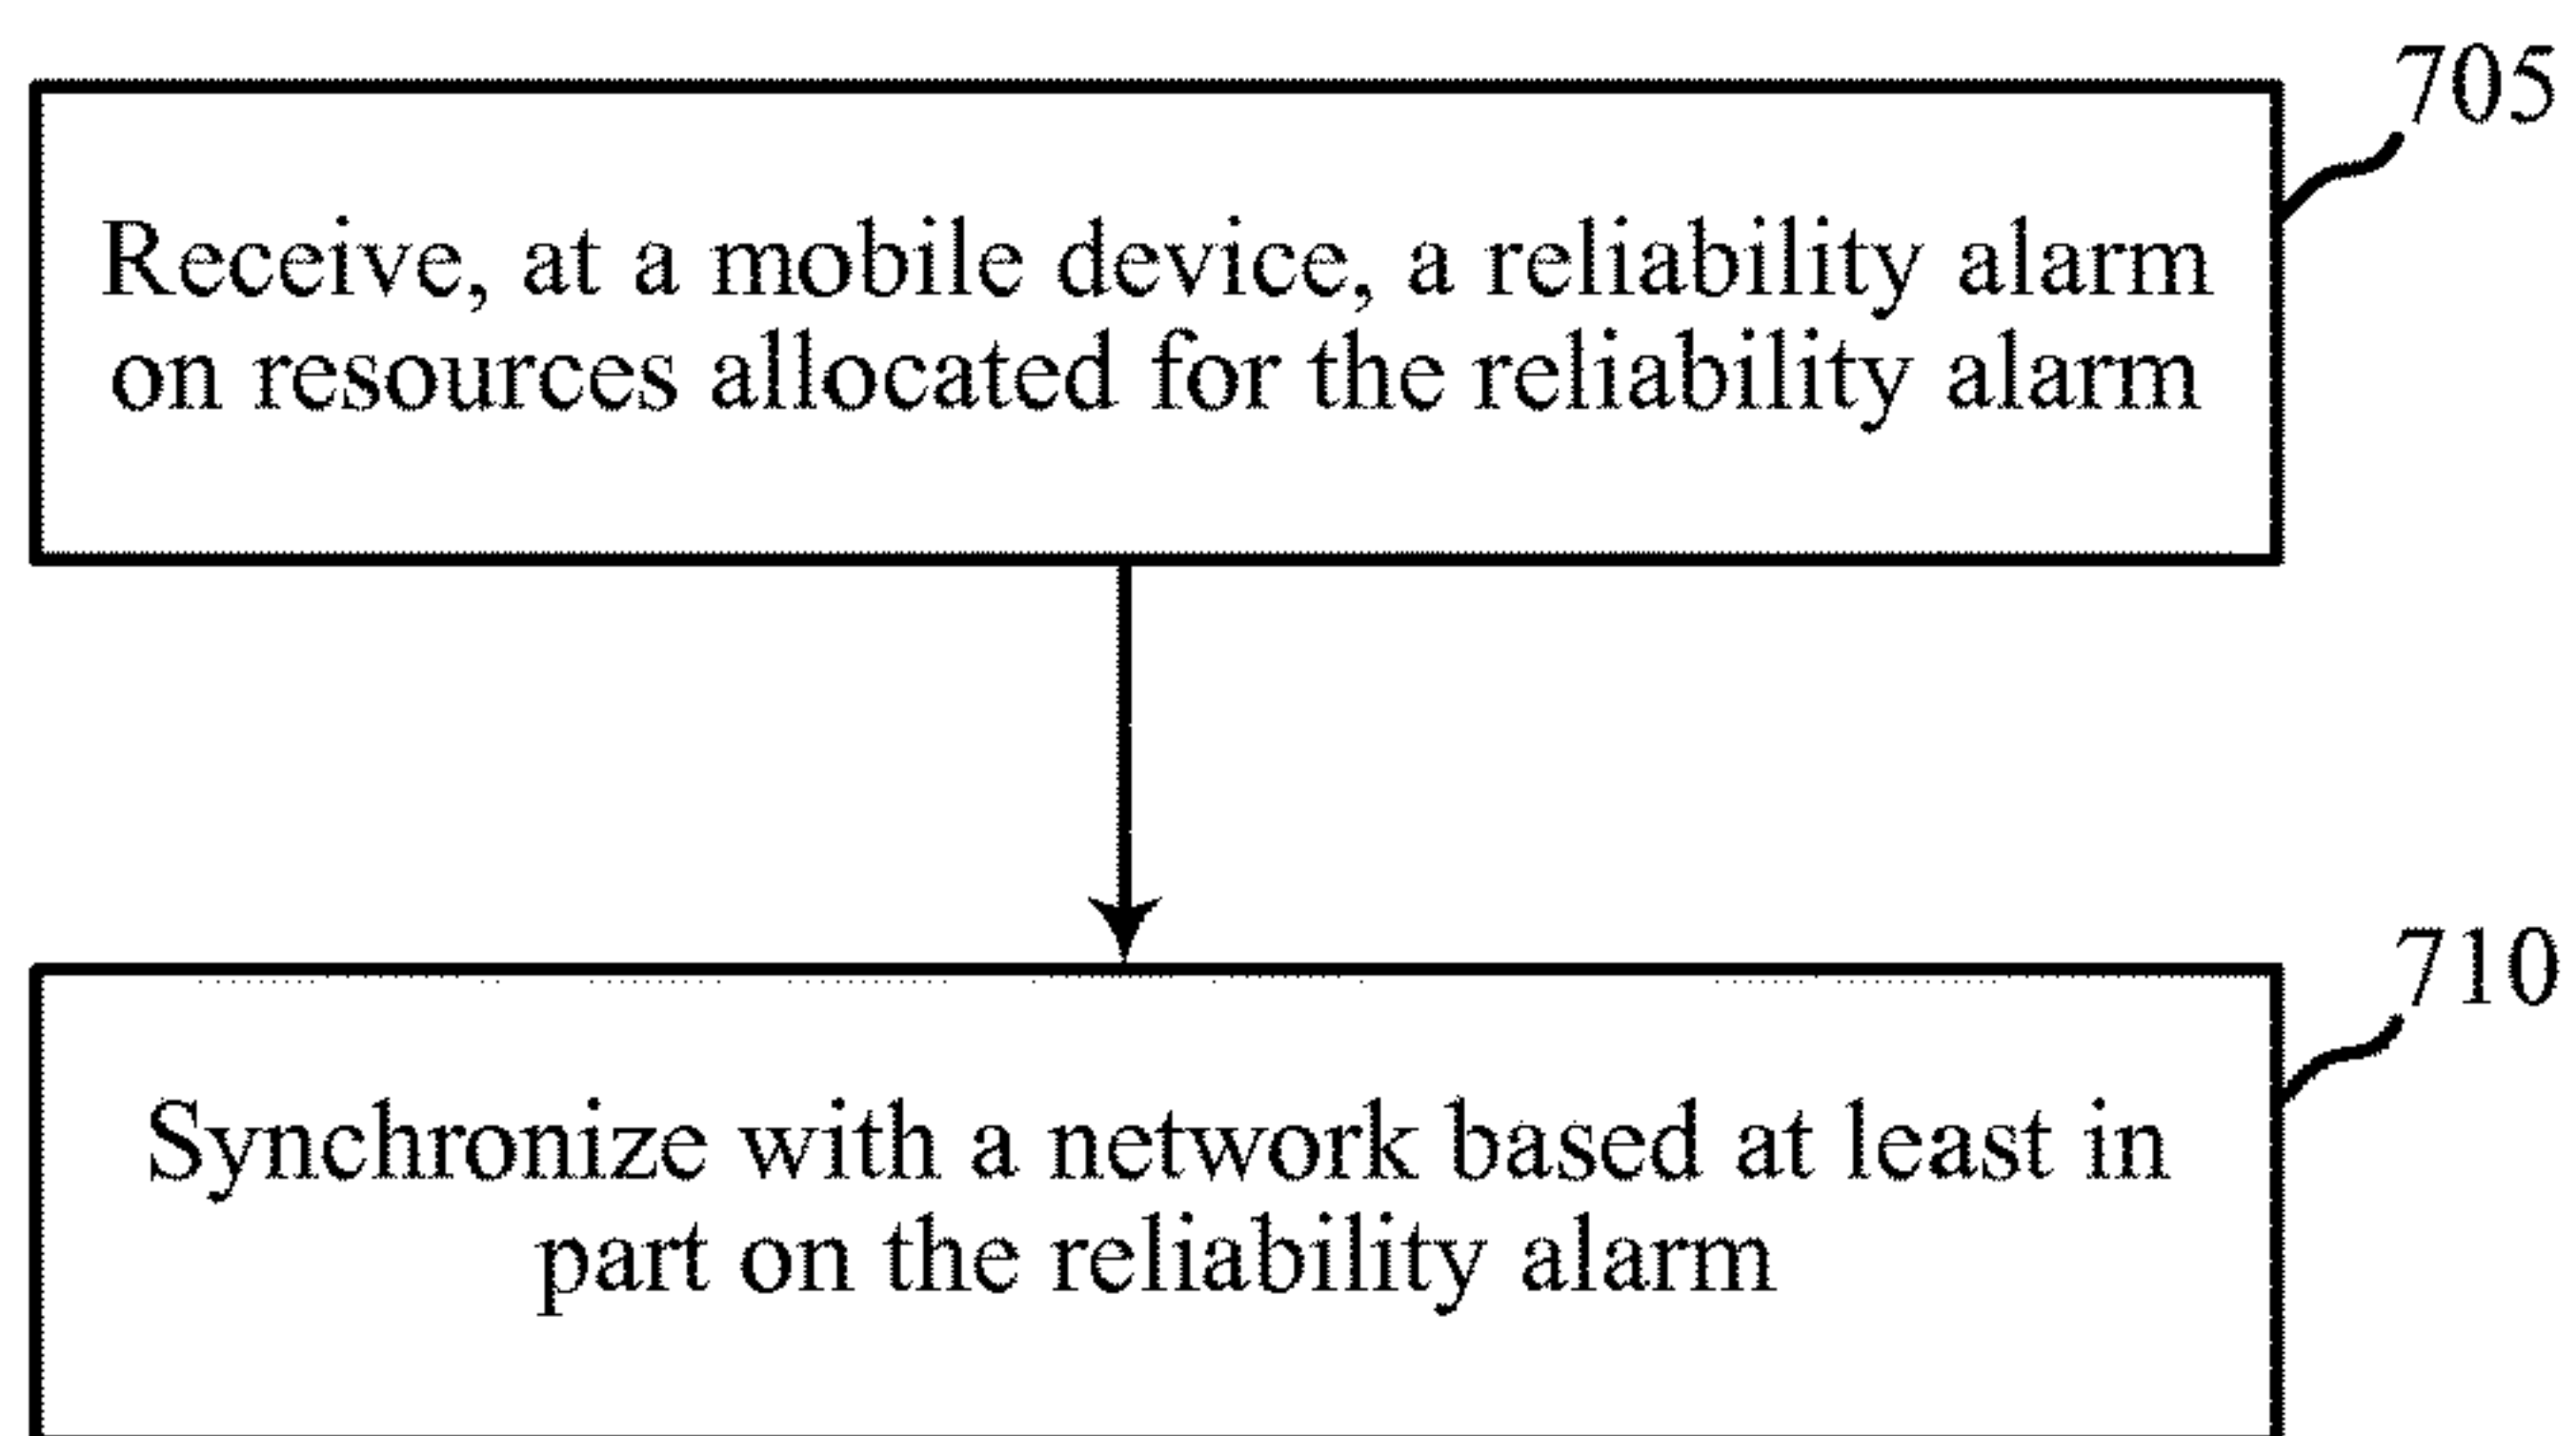 705
Receive, at a mobile device, a reliability alarm
on resources allocated for the reliability alarm
710
Synchronize with a network based at least in
part on the reliability alarm